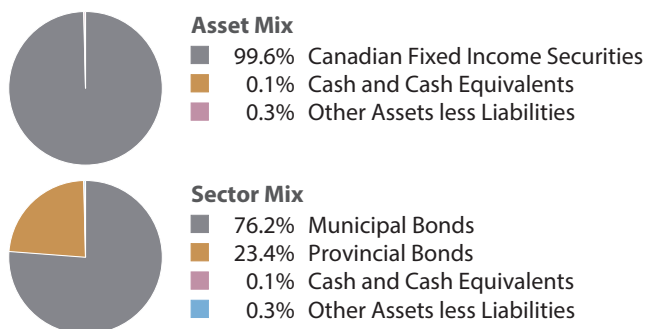 Asset Mix
99.6% Canadian Fixed Income Securities
0.1% Cash and Cash Equivalents
0.3% Other Assets less Liabilities
Sector Mix
76.2% Municipal Bonds
23.4% Provincial Bonds
0.1% Cash and Cash Equivalents
0.3% Other Assets less Liabilities